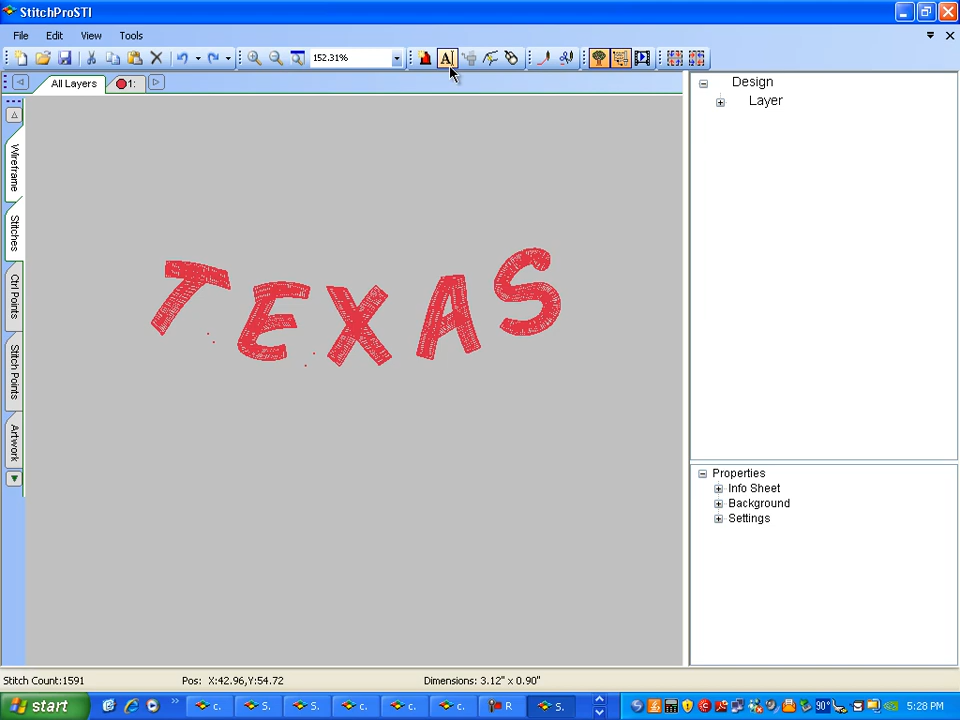 StitchProSTI
File Edit View Tools
152.31% A
All Layers 1:
Wireframe
Stitches
Ctrl Points
Stitch Points
Artwork
TEXAS
Design
Layer
Properties
Info Sheet
Background
Settings
Stitch Count:1591 Pos: X:42.96,Y:54.72 Dimensions: 3.12" x 0.90"
start c. S. S. c. c. c. R S. 90° 5:28 PM